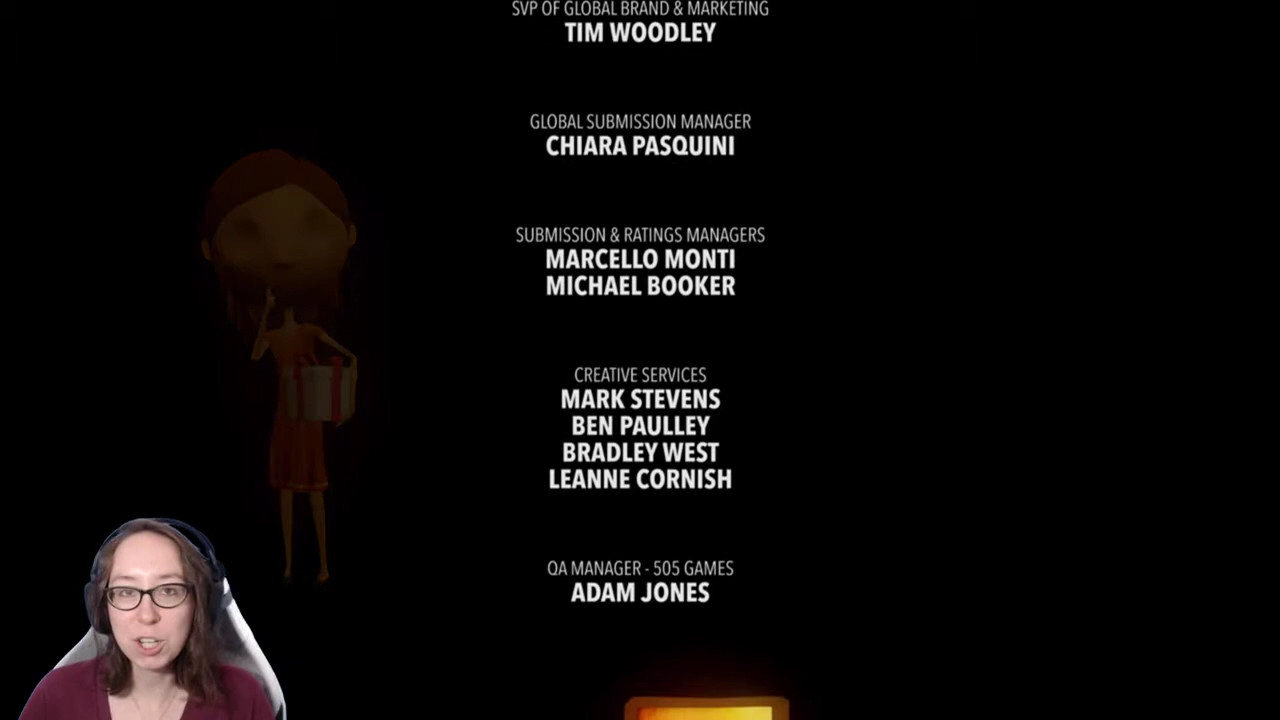 SVP OF GLOBAL BRAND & MARKETING
TIM WOODLEY
GLOBAL SUBMISSION MANAGER
CHIARA PASQUINI
SUBMISSION & RATINGS MANAGERS
MARCELLO MONTI
MICHAEL BOOKER
CREATIVE SERVICES
MARK STEVENS
BEN PAULLEY
BRADLEY WEST
LEANNE CORNISH
QA MANAGER - 505 GAMES
ADAM JONES